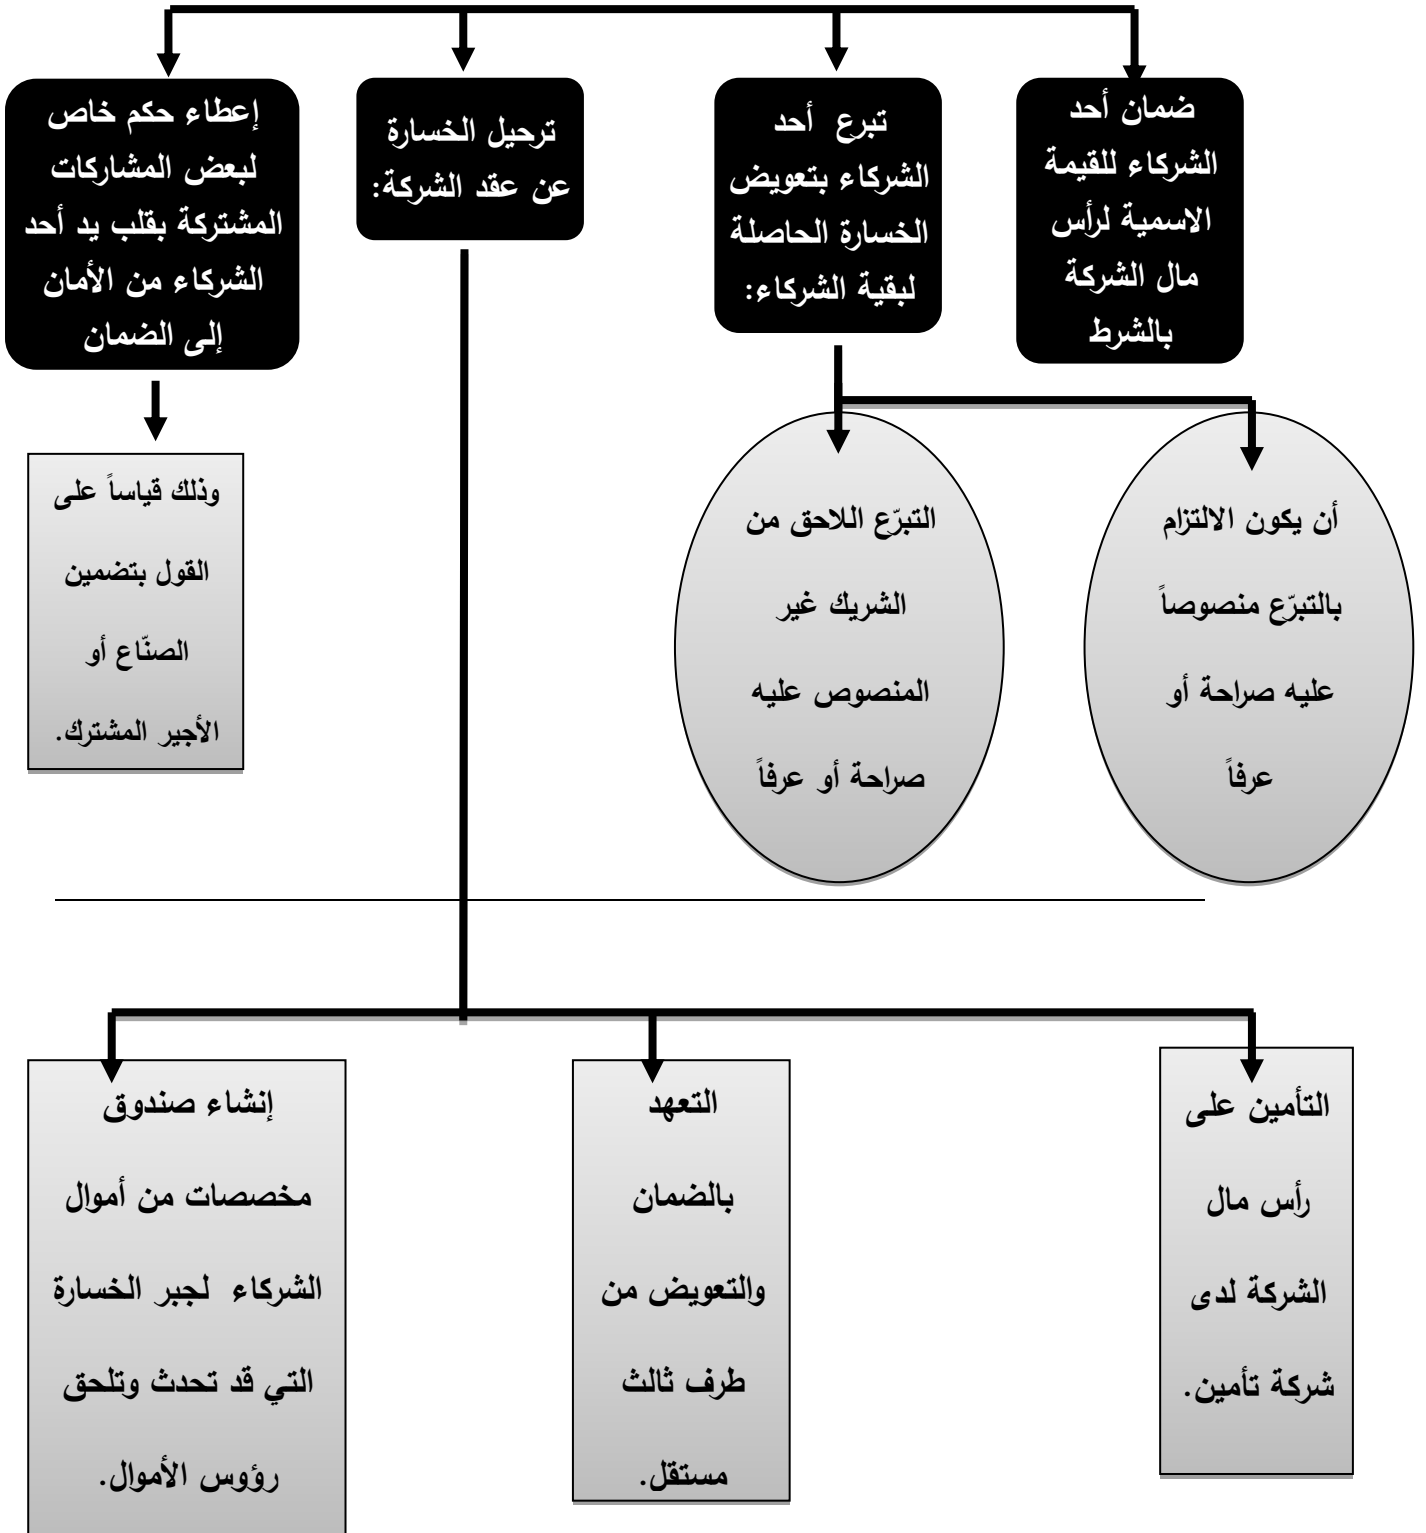 ضمان أحد
الشركاء للقيمة
الاسمية لرأس
مال الشركة
بالشرط
تبرع أحد
الشركاء بتعويض
الخسارة الحاصلة
لبقية الشركاء:
ترحيل الخسارة
عن عقد الشركة:
إعطاء حكم خاص
لبعض المشاركات
المشتركة بقلب يد أحد
الشركاء من الأمان
إلى الضمان
أن يكون الالتزام
بالتبرّع منصوصاً
عليه صراحة أو
عرفاً
التبرّع اللاحق من
الشريك غير
المنصوص عليه
صراحة أو عرفاً
وذلك قياساً على
القول بتضمين
الصنّاع أو
الأجير المشترك.
التأمين على
رأس مال
الشركة لدى
شركة تأمين.
التعهد
بالضمان
والتعويض من
طرف ثالث
مستقل.
إنشاء صندوق
مخصصات من أموال
الشركاء لجبر الخسارة
التي قد تحدث وتلحق
رؤوس الأموال.